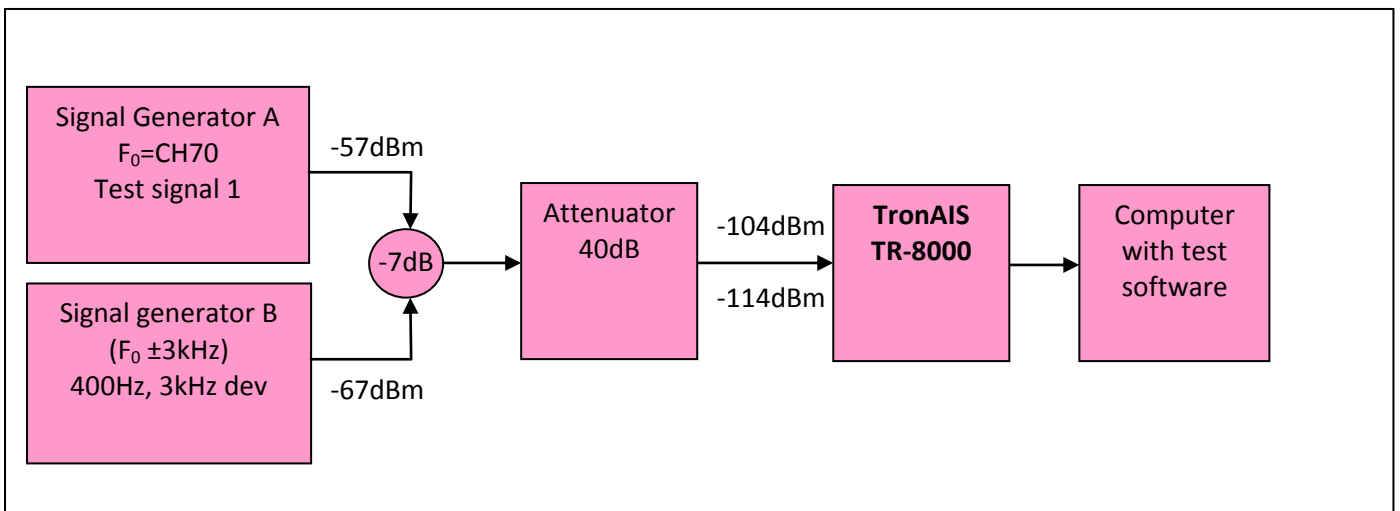 Signal Generator A
F₀=CH70
Test signal 1
-57dBm
-7dB
Signal generator B
(F₀ ±3kHz)
400Hz, 3kHz dev
-67dBm
Attenuator
40dB
-104dBm
-114dBm
TronAIS
TR-8000
Computer
with test
software